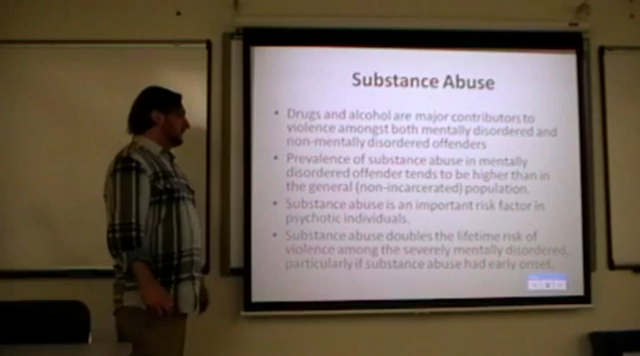 Substance Abuse
• Drugs and alcohol are major contributors to
violence amongst both mentally disordered and
non-mentally disordered offenders
• Prevalence of substance abuse in mentally
disordered offender tends to be higher than in
the general (non-incarcerated) population.
• Substance abuse is an important risk factor in
psychotic individuals.
• Substance abuse doubles the lifetime risk of
violence among the severely mentally disordered,
particularly if substance abuse had early onset.